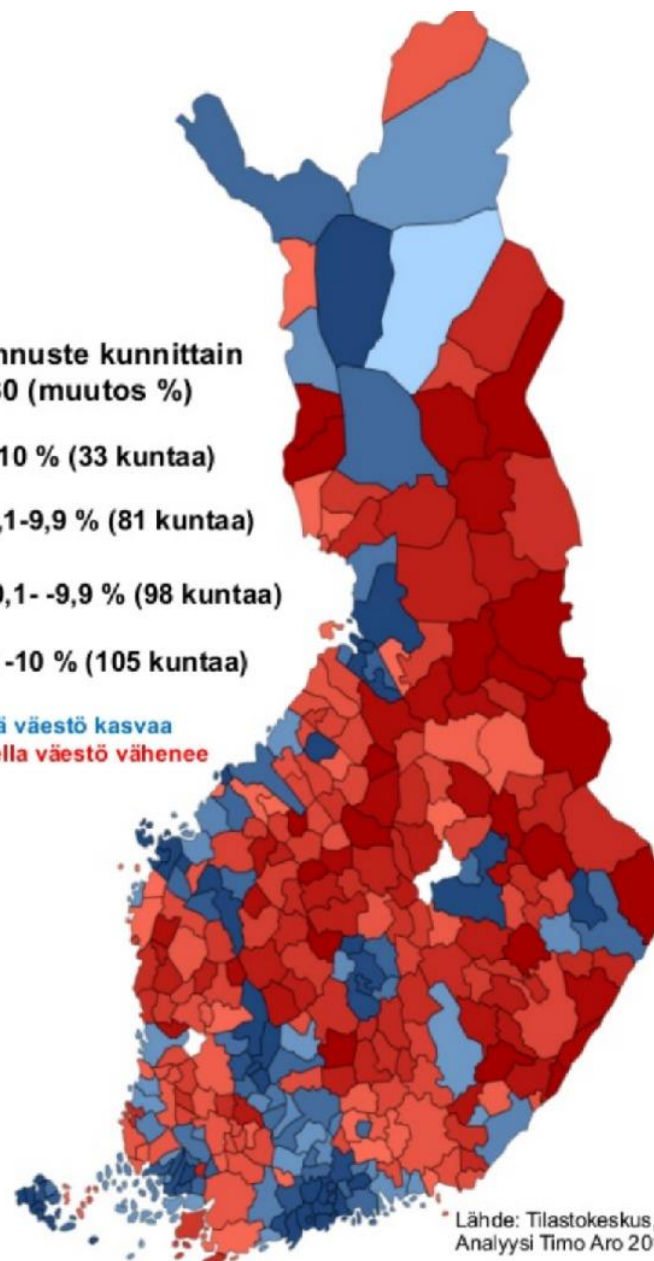 nnuste kunnittain
30 (muutos %)
10 % (33 kuntaa)
,1-9,9 % (81 kuntaa)
0,1- -9,9 % (98 kuntaa)
-10 % (105 kuntaa)
ä väestö kasvaa
ella väestö vähenee
Lähde: Tilastokeskus,
Analyysi Timo Aro 20